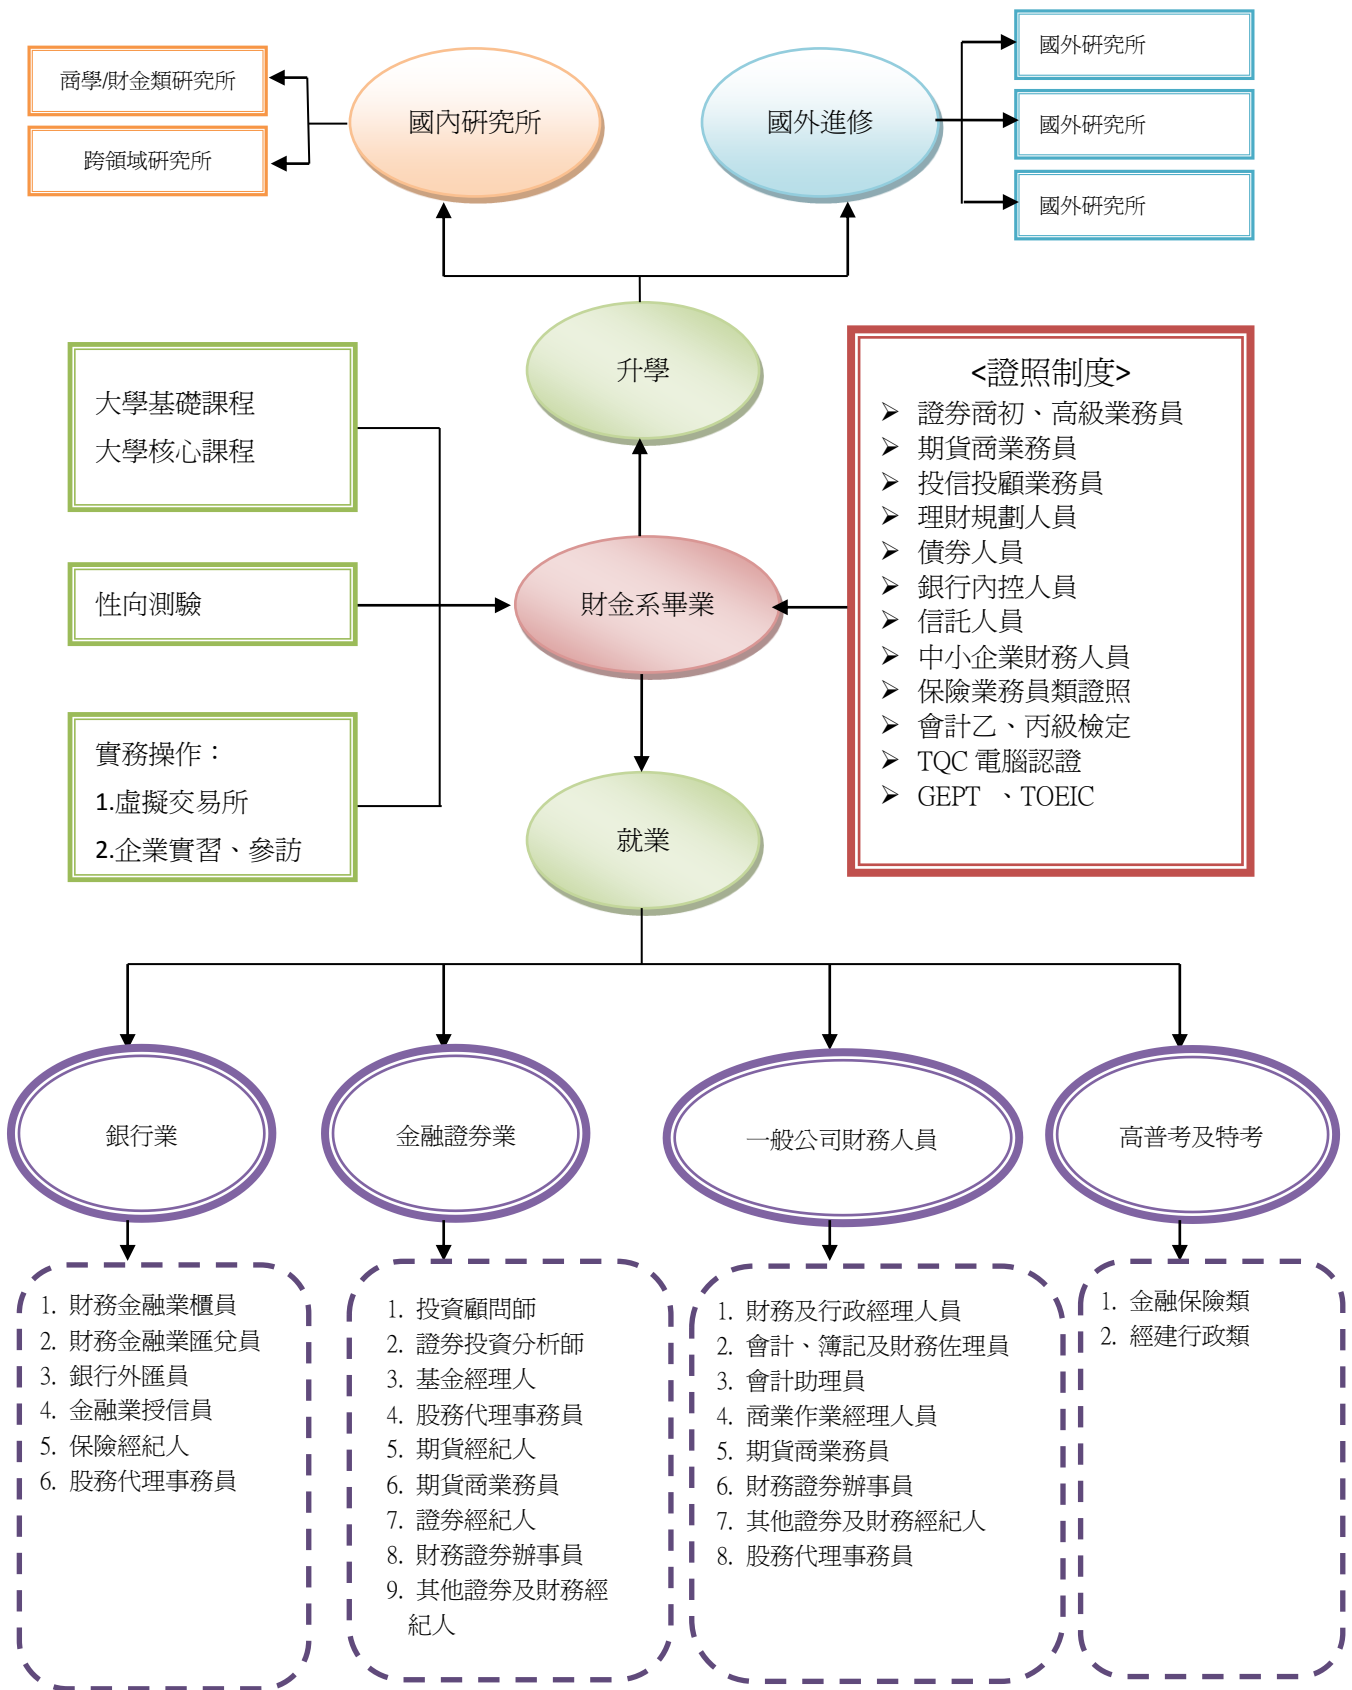 商學/財金類研究所
跨領域研究所
國內研究所
國外進修
國外研究所
國外研究所
國外研究所
升學
大學基礎課程
大學核心課程
性向測驗
實務操作：
1.虛擬交易所
2.企業實習、參訪
財金系畢業
<證照制度>
➢ 證券商初、高級業務員
➢ 期貨商業務員
➢ 投信投顧業務員
➢ 理財規劃人員
➢ 債券人員
➢ 銀行內控人員
➢ 信託人員
➢ 中小企業財務人員
➢ 保險業務員類證照
➢ 會計乙、丙級檢定
➢ TQC 電腦認證
➢ GEPT 、TOEIC
就業
銀行業
金融證券業
一般公司財務人員
高普考及特考
1. 財務金融業櫃員
2. 財務金融業匯兌員
3. 銀行外匯員
4. 金融業授信員
5. 保險經紀人
6. 股務代理事務員
1. 投資顧問師
2. 證券投資分析師
3. 基金經理人
4. 股務代理事務員
5. 期貨經紀人
6. 期貨商業務員
7. 證券經紀人
8. 財務證券辦事員
9. 其他證券及財務經
紀人
1. 財務及行政經理人員
2. 會計、簿記及財務佐理員
3. 會計助理員
4. 商業作業經理人員
5. 期貨商業務員
6. 財務證券辦事員
7. 其他證券及財務經紀人
8. 股務代理事務員
1. 金融保險類
2. 經建行政類